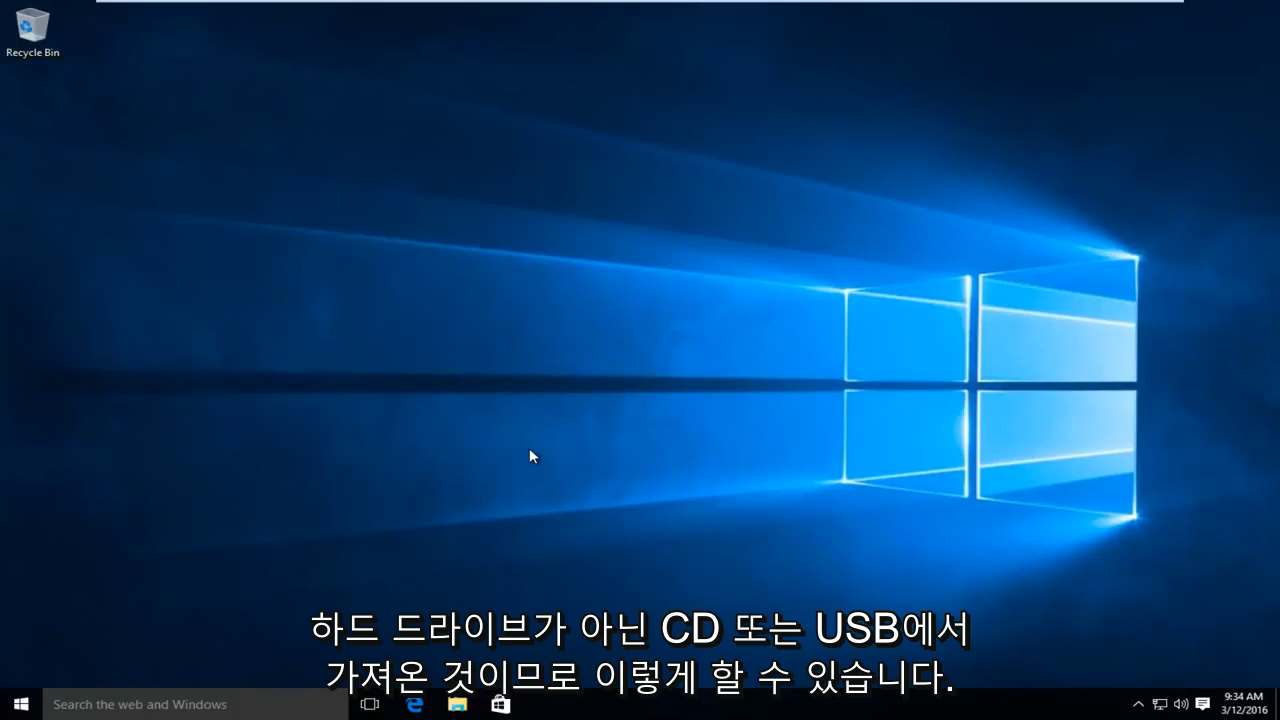 Recycle Bin
하드 드라이브가 아닌 CD 또는 USB에서
가져온 것이므로 이렇게 할 수 있습니다.
Search the web and Windows
9:34 AM
3/12/2016